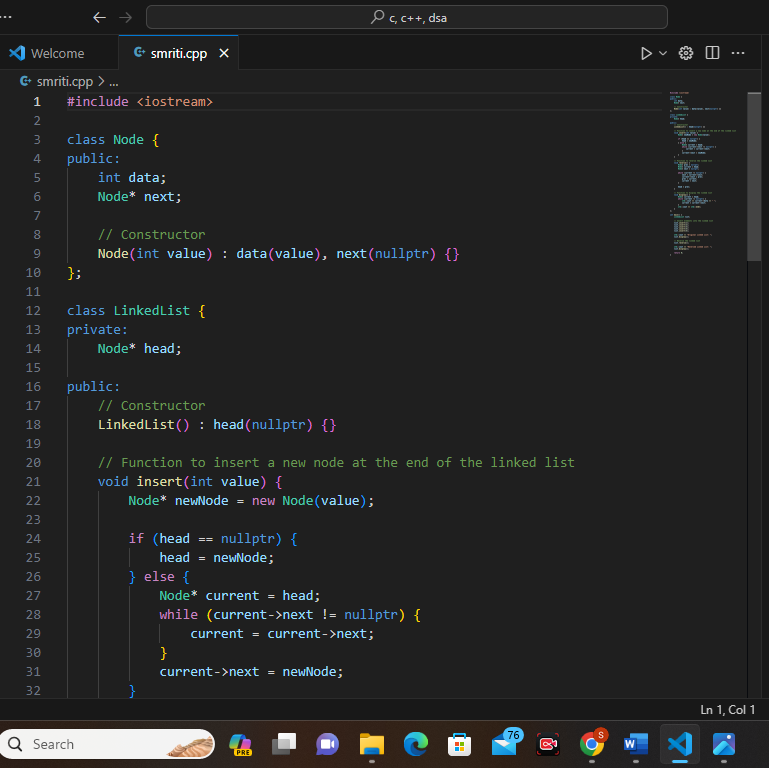 c, c++, dsa
Welcome
smriti.cpp
smriti.cpp > ...
1 #include <iostream>
2
3 class Node {
4 public:
5     int data;
6     Node* next;
7
8     // Constructor
9     Node(int value) : data(value), next(nullptr) {}
10 };
11
12 class LinkedList {
13 private:
14     Node* head;
15
16 public:
17     // Constructor
18     LinkedList() : head(nullptr) {}
19
20     // Function to insert a new node at the end of the linked list
21     void insert(int value) {
22         Node* newNode = new Node(value);
23
24         if (head == nullptr) {
25             head = newNode;
26         } else {
27             Node* current = head;
28             while (current->next != nullptr) {
29                 current = current->next;
30             }
31             current->next = newNode;
32         }
Ln 1, Col 1
Search
PRE
76
S
W